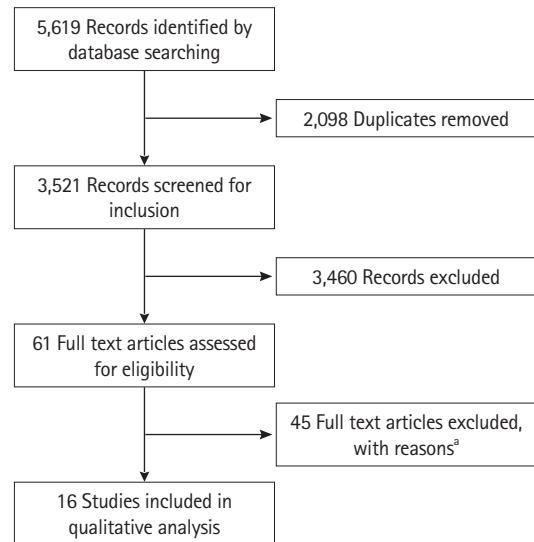 5,619 Records identified by
database searching
2,098 Duplicates removed
3,521 Records screened for
inclusion
3,460 Records excluded
61 Full text articles assessed
for eligibility
45 Full text articles excluded,
with reasonsª
16 Studies included in
qualitative analysis